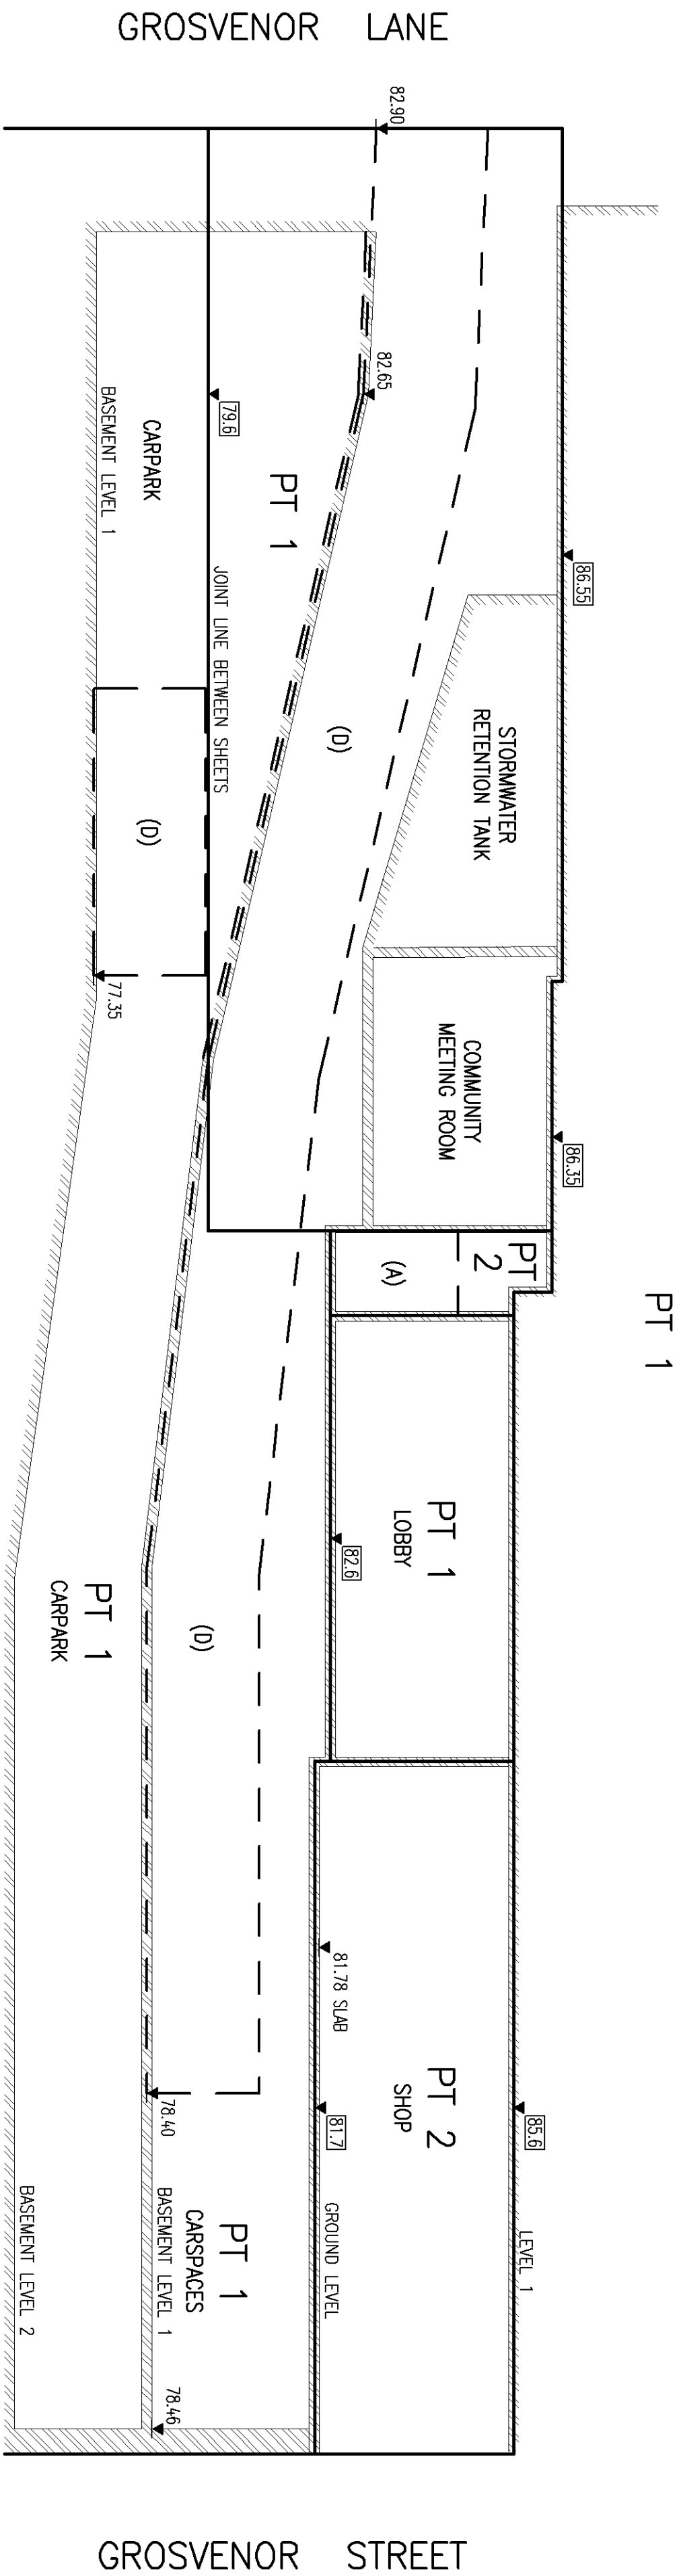 GROSVENOR LANE
82.90
82.65
79.6
86.55
CARPARK
BASEMENT LEVEL 1
PT 1
JOINT LINE BETWEEN SHEETS
(D)
STORMWATER
RETENTION TANK
(D)
77.35
COMMUNITY
MEETING ROOM
86.35
PT
2
(A)
PT 1
PT 1
LOBBY
82.6
PT 1
CARPARK
(D)
81.78 SLAB
PT 2
SHOP
81.7
85.6
78.40
PT 1
CARSPACES
BASEMENT LEVEL 1
GROUND LEVEL
LEVEL 1
BASEMENT LEVEL 2
78.46
GROSVENOR STREET